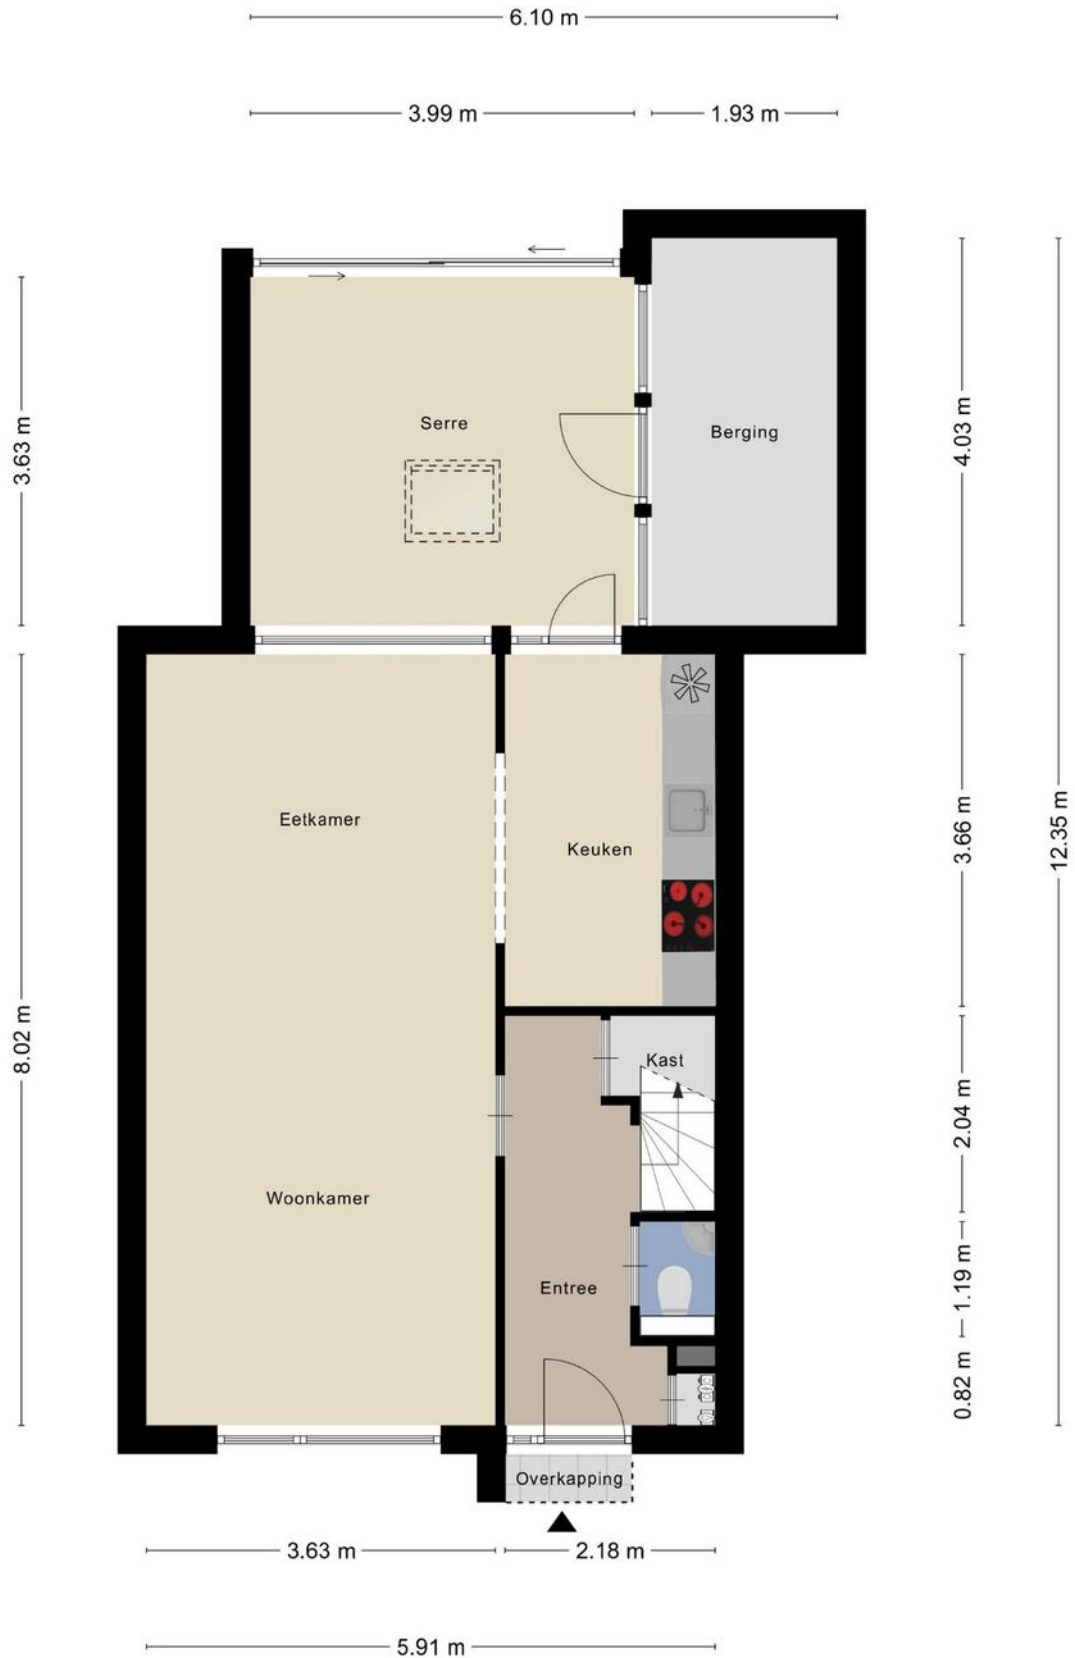 6.10 m
3.99 m
1.93 m
3.63 m
4.03 m
12.35 m
Serre
Berging
8.02 m
3.66 m
Eetkamer
Keuken
Kast
2.04 m
Woonkamer
1.19 m
Entree
0.82 m
Overkapping
3.63 m
2.18 m
5.91 m